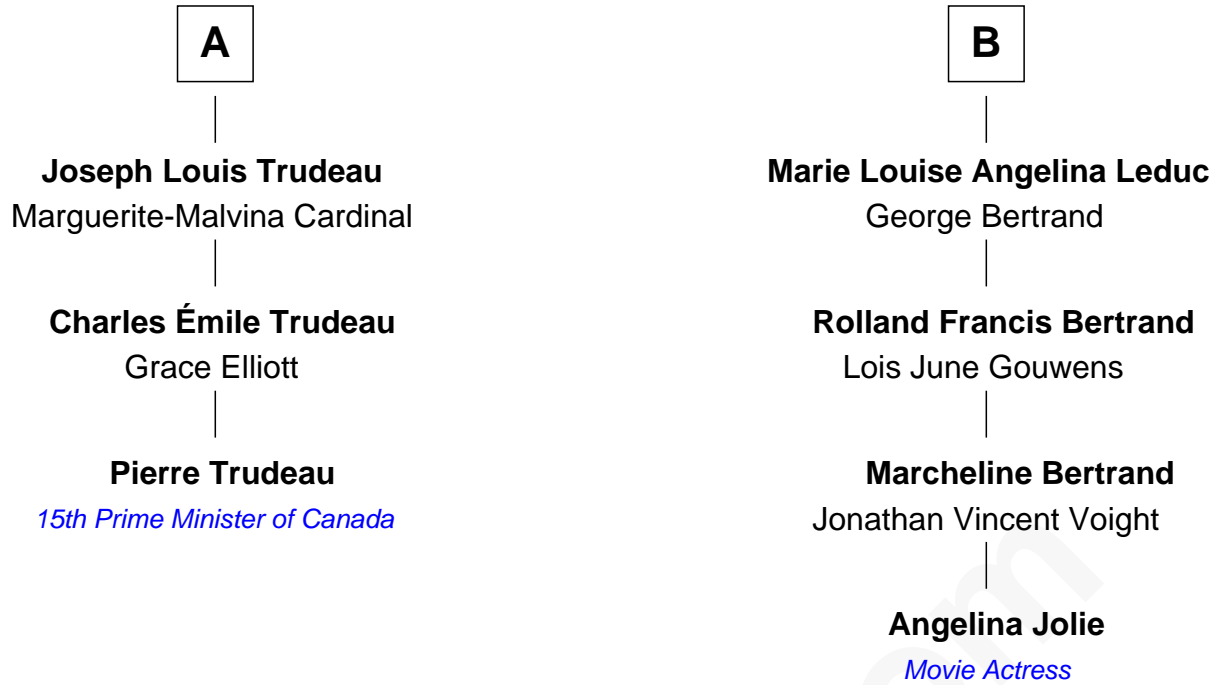 A
Joseph Louis Trudeau
Marguerite-Malvina Cardinal
Charles Émile Trudeau
Grace Elliott
Pierre Trudeau
15th Prime Minister of Canada
B
Marie Louise Angelina Leduc
George Bertrand
Rolland Francis Bertrand
Lois June Gouwens
Marcheline Bertrand
Jonathan Vincent Voight
Angelina Jolie
Movie Actress
om